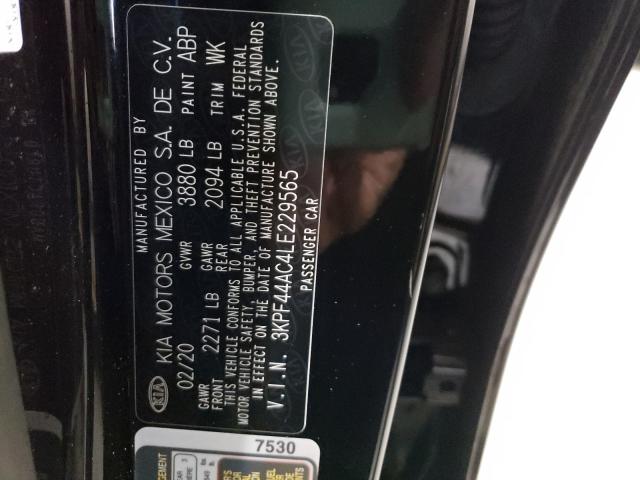 MANUFACTURED BY
KIA KIA MOTORS MEXICO S.A. DE C.V.
02/20 GVWR 3880 LB PAINT ABP
GAWR FRONT 2271 LB GAWR REAR 2094 LB TRIM WK
THIS VEHICLE CONFORMS TO ALL APPLICABLE U.S.A. FEDERAL
MOTOR VEHICLE SAFETY, BUMPER, AND THEFT PREVENTION STANDARDS
IN EFFECT ON THE DATE OF MANUFACTURE SHOWN ABOVE.
V.I.N. 3KPF44AC4LE229565
PASSENGER CAR
7530